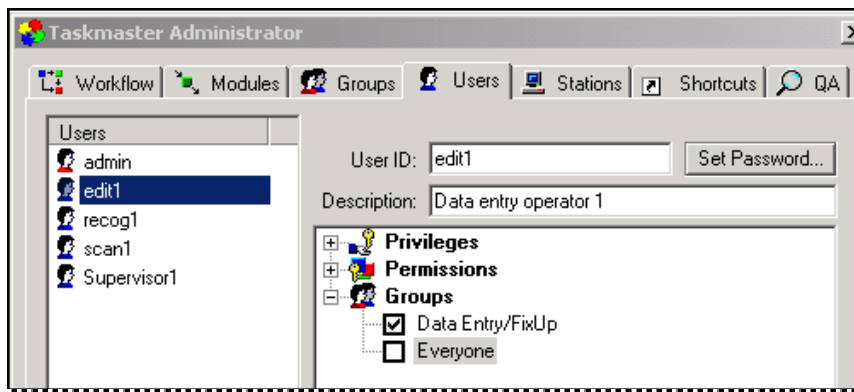 Taskmaster Administrator
Workflow Modules Groups Users Stations Shortcuts QA
Users
admin
edit1
recog1
scan1
Supervisor1
User ID: edit1 Set Password...
Description: Data entry operator 1
Privileges
Permissions
Groups
Data Entry/FixUp
Everyone